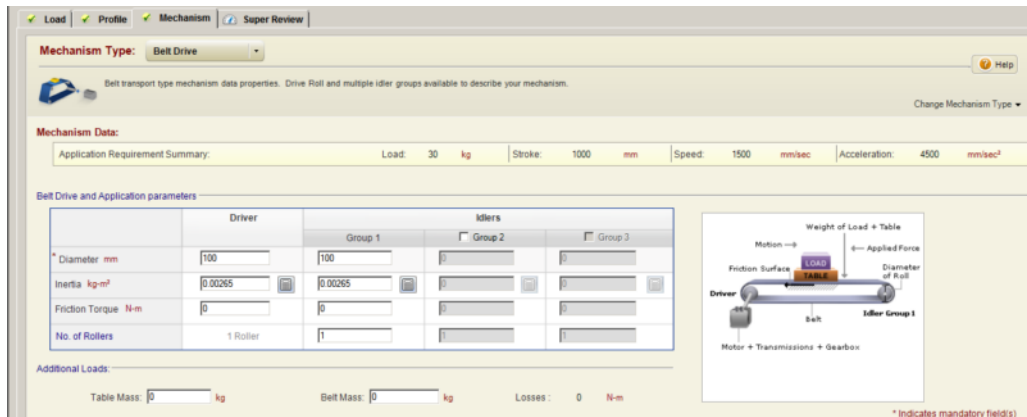 Load Profile Mechanism Super Review
Mechanism Type: Belt Drive
Help
Belt transport type mechanism data properties. Drive Roll and multiple idler groups available to describe your mechanism.
Change Mechanism Type
Mechanism Data:
Application Requirement Summary: Load: 30 kg Stroke: 1000 mm Speed: 1500 mm/sec Acceleration: 4500 mm/sec²
Belt Drive and Application parameters
Driver Idlers
Group 1 Group 2 Group 3
* Diameter mm 100 100 0 0
Inertia kg-m² 0.00265 0.00265 0 0
Friction Torque N-m 0 0 0 0
No. of Rollers 1 Roller 1 1 1
Weight of Load + Table
Motion
Applied Force
LOAD
Friction Surface
TABLE
Diameter of Roll
Driver
Belt
Idler Group 1
Motor + Transmissions + Gearbox
Additional Loads:
Table Mass: 0 kg Belt Mass: 0 kg Losses : 0 N-m
* Indicates mandatory field(s)